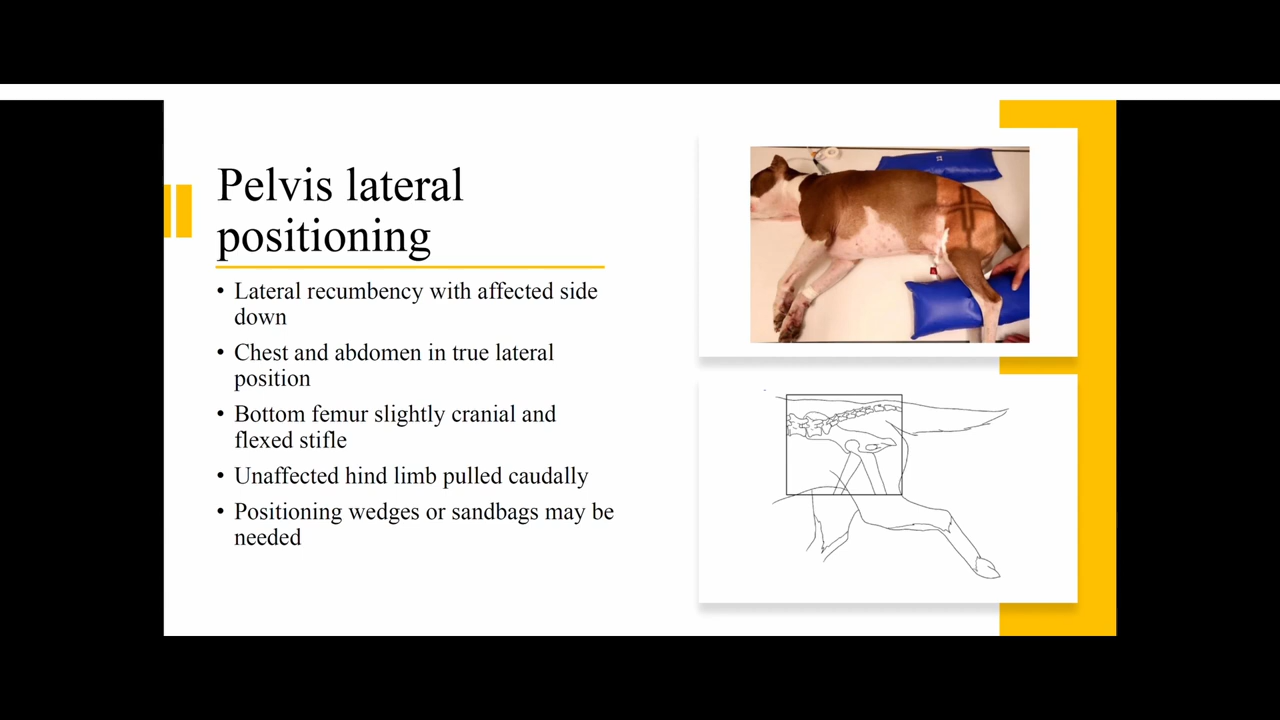 Pelvis lateral
positioning
• Lateral recumbency with affected side
down
• Chest and abdomen in true lateral
position
• Bottom femur slightly cranial and
flexed stifle
• Unaffected hind limb pulled caudally
• Positioning wedges or sandbags may be
needed